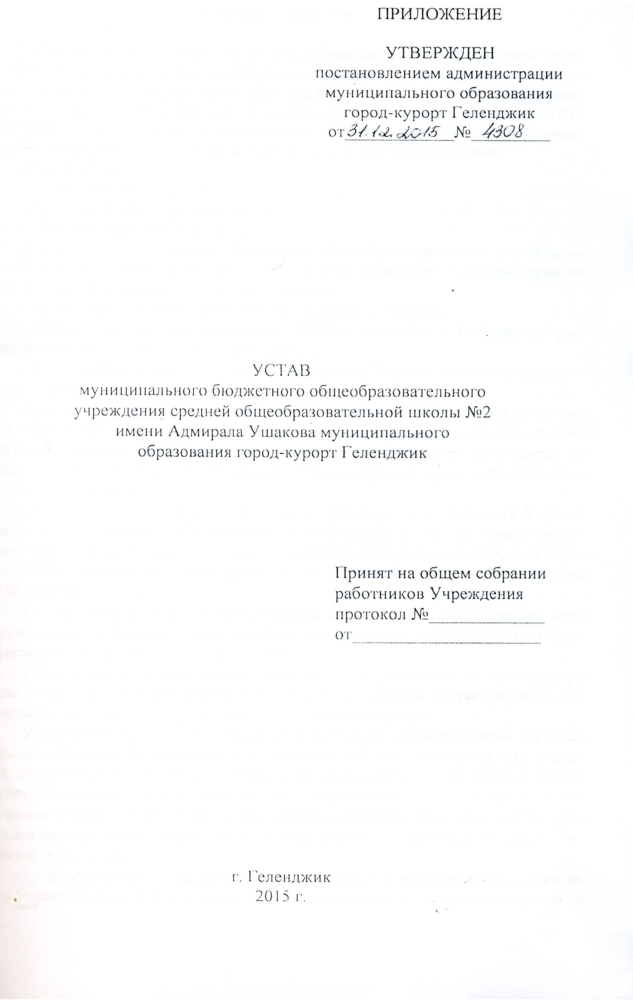 ПРИЛОЖЕНИЕ
УТВЕРЖДЕН
постановлением администрации
муниципального образования
город-курорт Геленджик
от 31.12.2015 № 4308
УСТАВ
муниципального бюджетного общеобразовательного
учреждения средней общеобразовательной школы №2
имени Адмирала Ушакова муниципального
образования город-курорт Геленджик
Принят на общем собрании
работников Учреждения
протокол №
от
г. Геленджик
2015 г.